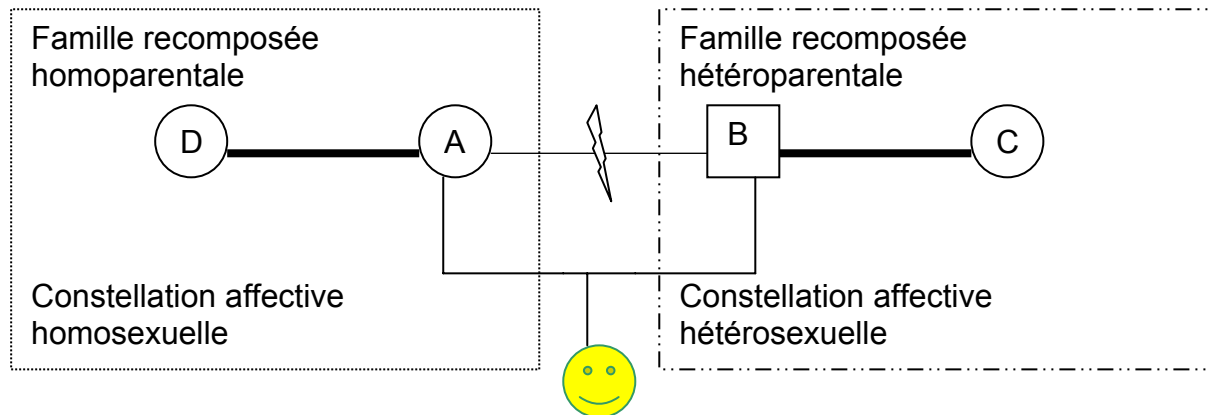 Famille recomposée
homoparentale
Famille recomposée
hétéroparentale
D
A
B
C
Constellation affective
homosexuelle
Constellation affective
hétérosexuelle